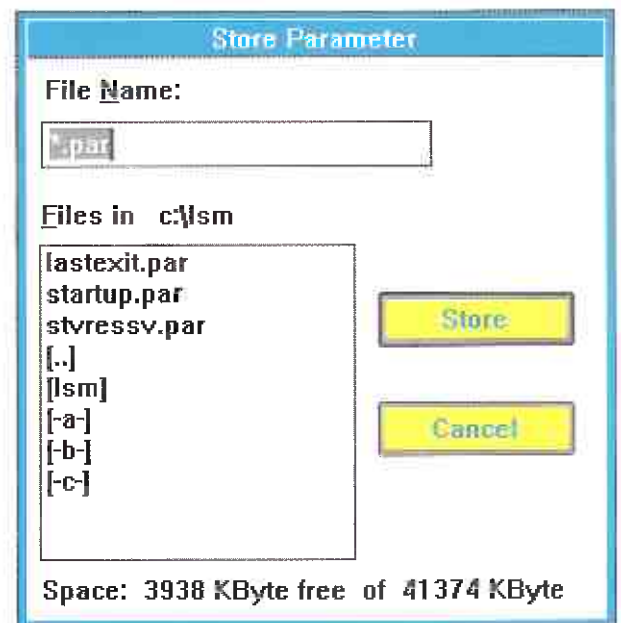 Store Parameter
File Name:
*.par
Files in c:\lsm
lastexit.par
startup.par
stvressv.par
[..]
[lsm]
[-a-]
[-b-]
[-c-]
Store
Cancel
Space: 3938 KByte free of 41374 KByte